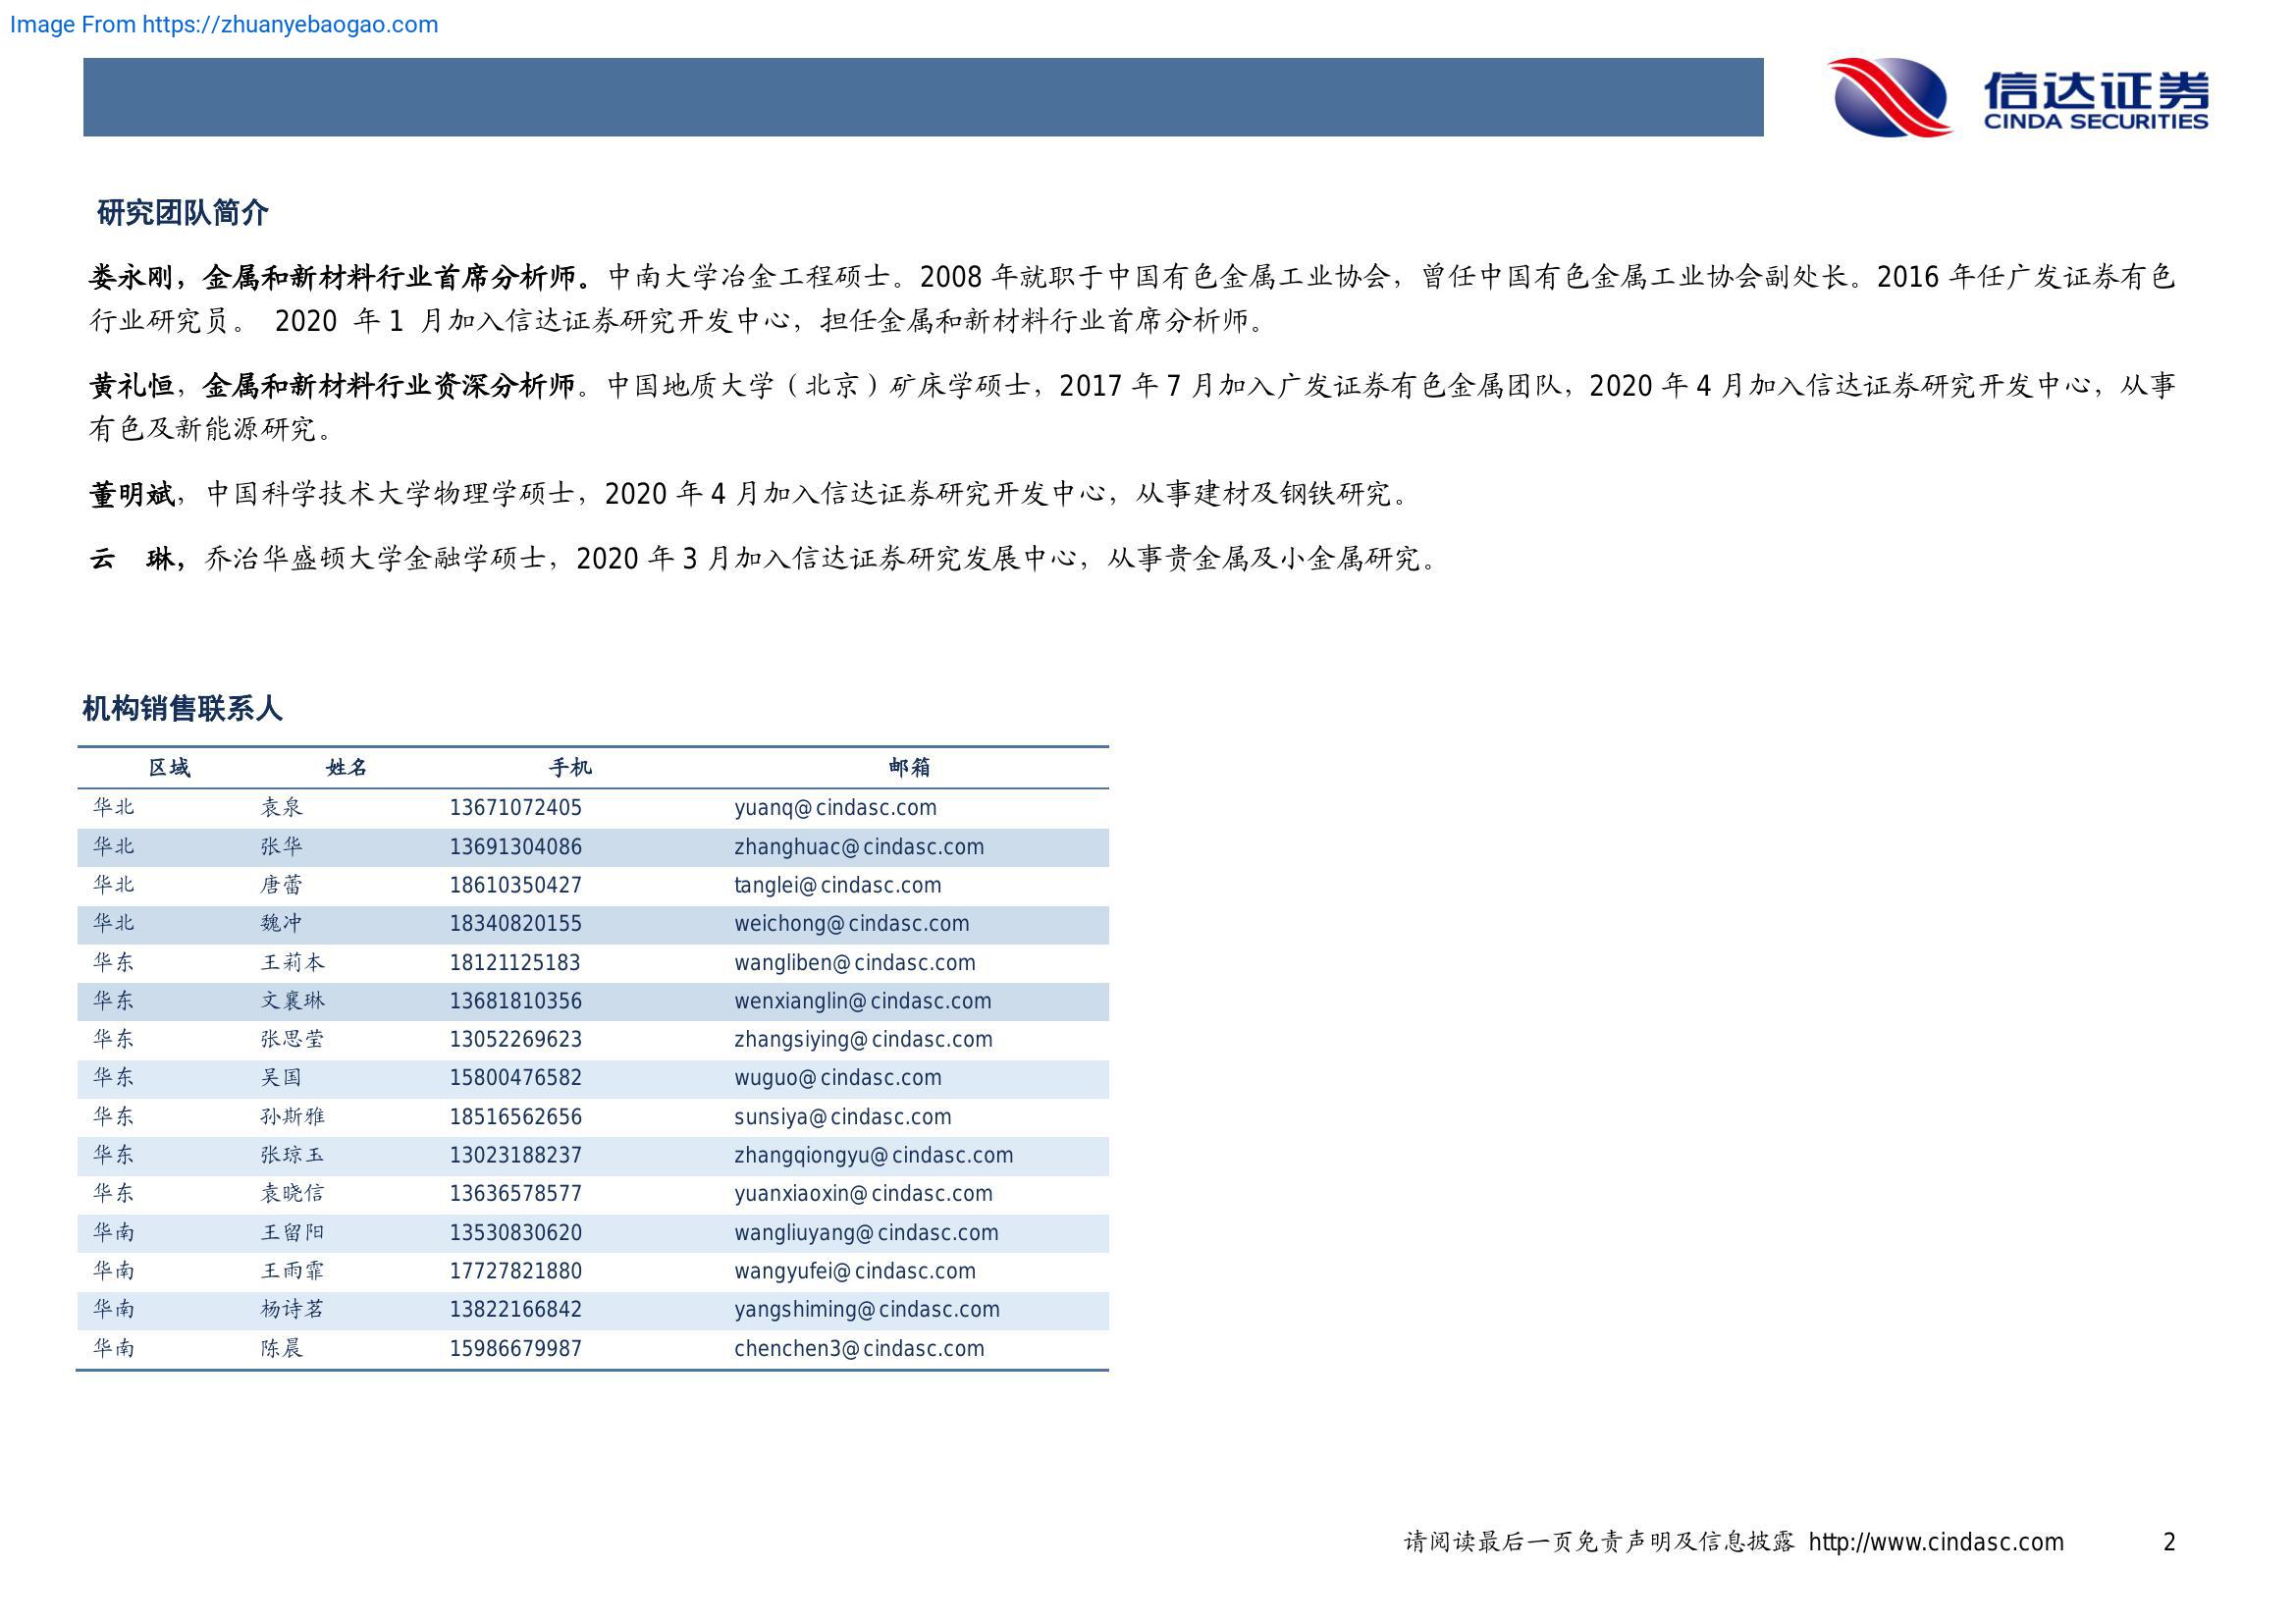 Image From https://zhuanyebaogao.com
信达证券
CINDA SECURITIES
研究团队简介
娄永刚，金属和新材料行业首席分析师。中南大学冶金工程硕士。2008 年就职于中国有色金属工业协会，曾任中国有色金属工业协会副处长。2016 年任广发证券有色
行业研究员。 2020 年 1 月加入信达证券研究开发中心，担任金属和新材料行业首席分析师。
黄礼恒，金属和新材料行业资深分析师。中国地质大学（北京）矿床学硕士，2017 年 7 月加入广发证券有色金属团队，2020 年 4 月加入信达证券研究开发中心，从事
有色及新能源研究。
董明斌，中国科学技术大学物理学硕士，2020 年 4 月加入信达证券研究开发中心，从事建材及钢铁研究。
云　琳，乔治华盛顿大学金融学硕士，2020 年 3 月加入信达证券研究发展中心，从事贵金属及小金属研究。
机构销售联系人
区域 姓名 手机 邮箱
华北 袁泉 13671072405 yuanq@cindasc.com
华北 张华 13691304086 zhanghuac@cindasc.com
华北 唐蕾 18610350427 tanglei@cindasc.com
华北 魏冲 18340820155 weichong@cindasc.com
华东 王莉本 18121125183 wangliben@cindasc.com
华东 文襄琳 13681810356 wenxianglin@cindasc.com
华东 张思莹 13052269623 zhangsiying@cindasc.com
华东 吴国 15800476582 wuguo@cindasc.com
华东 孙斯雅 18516562656 sunsiya@cindasc.com
华东 张琼玉 13023188237 zhangqiongyu@cindasc.com
华东 袁晓信 13636578577 yuanxiaoxin@cindasc.com
华南 王留阳 13530830620 wangliuyang@cindasc.com
华南 王雨霏 17727821880 wangyufei@cindasc.com
华南 杨诗茗 13822166842 yangshiming@cindasc.com
华南 陈晨 15986679987 chenchen3@cindasc.com
请阅读最后一页免责声明及信息披露 http://www.cindasc.com 2